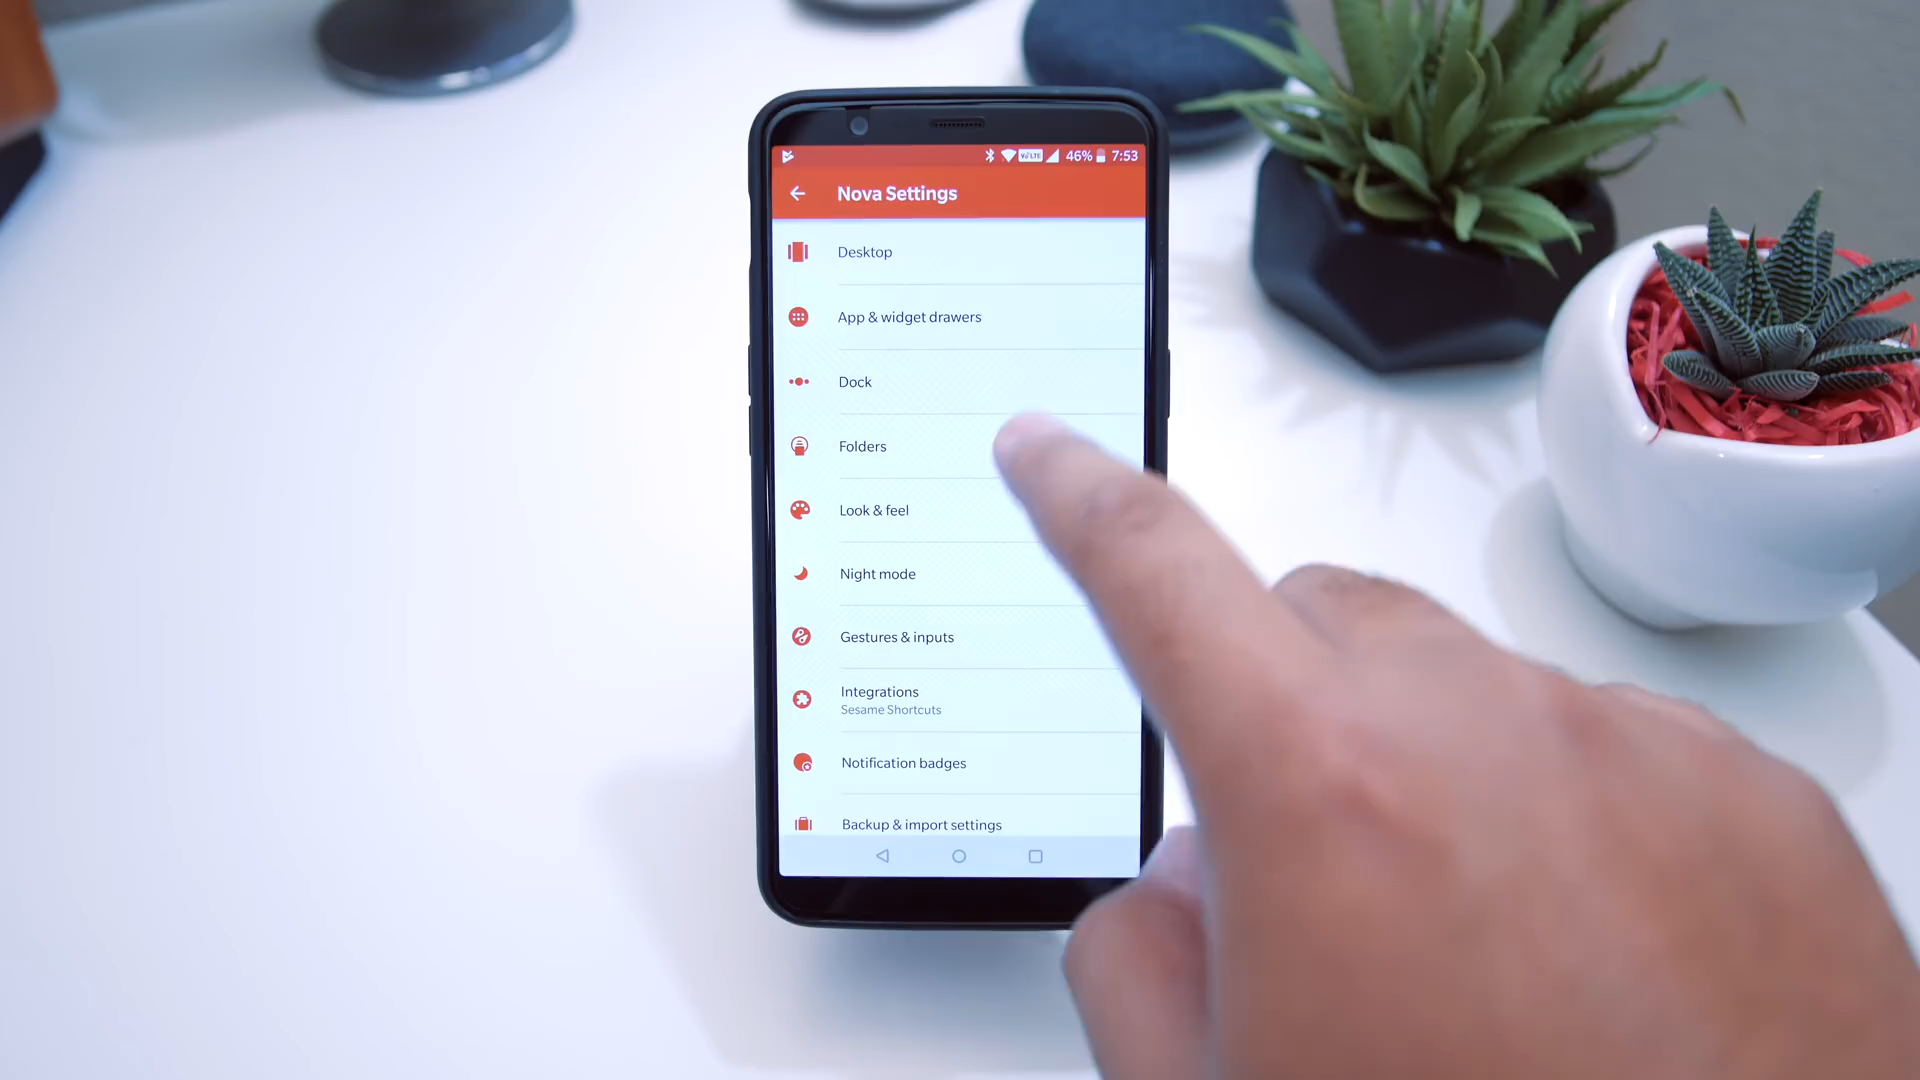 VoLTE 46% 7:53
Nova Settings
Desktop
App & widget drawers
Dock
Folders
Look & feel
Night mode
Gestures & inputs
Integrations
Sesame Shortcuts
Notification badges
Backup & import settings